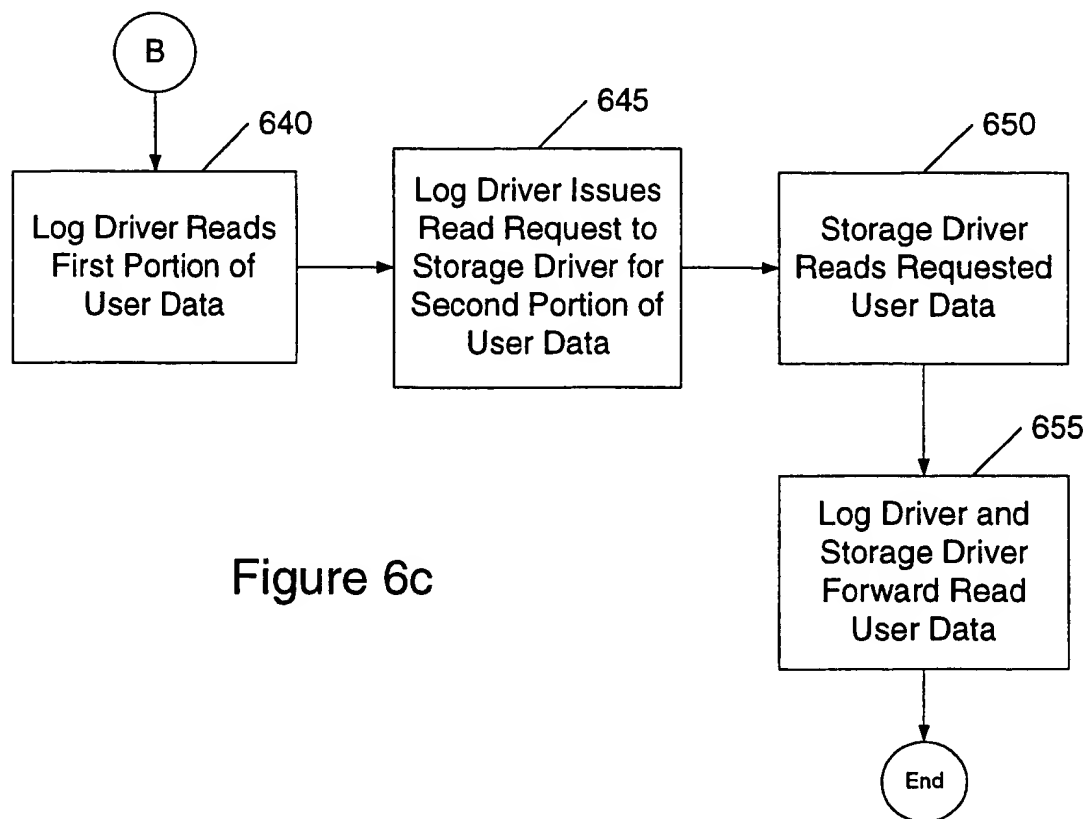 B
640
Log Driver Reads
First Portion of
User Data
645
Log Driver Issues
Read Request to
Storage Driver for
Second Portion of
User Data
650
Storage Driver
Reads Requested
User Data
655
Log Driver and
Storage Driver
Forward Read
User Data
Figure 6c
End